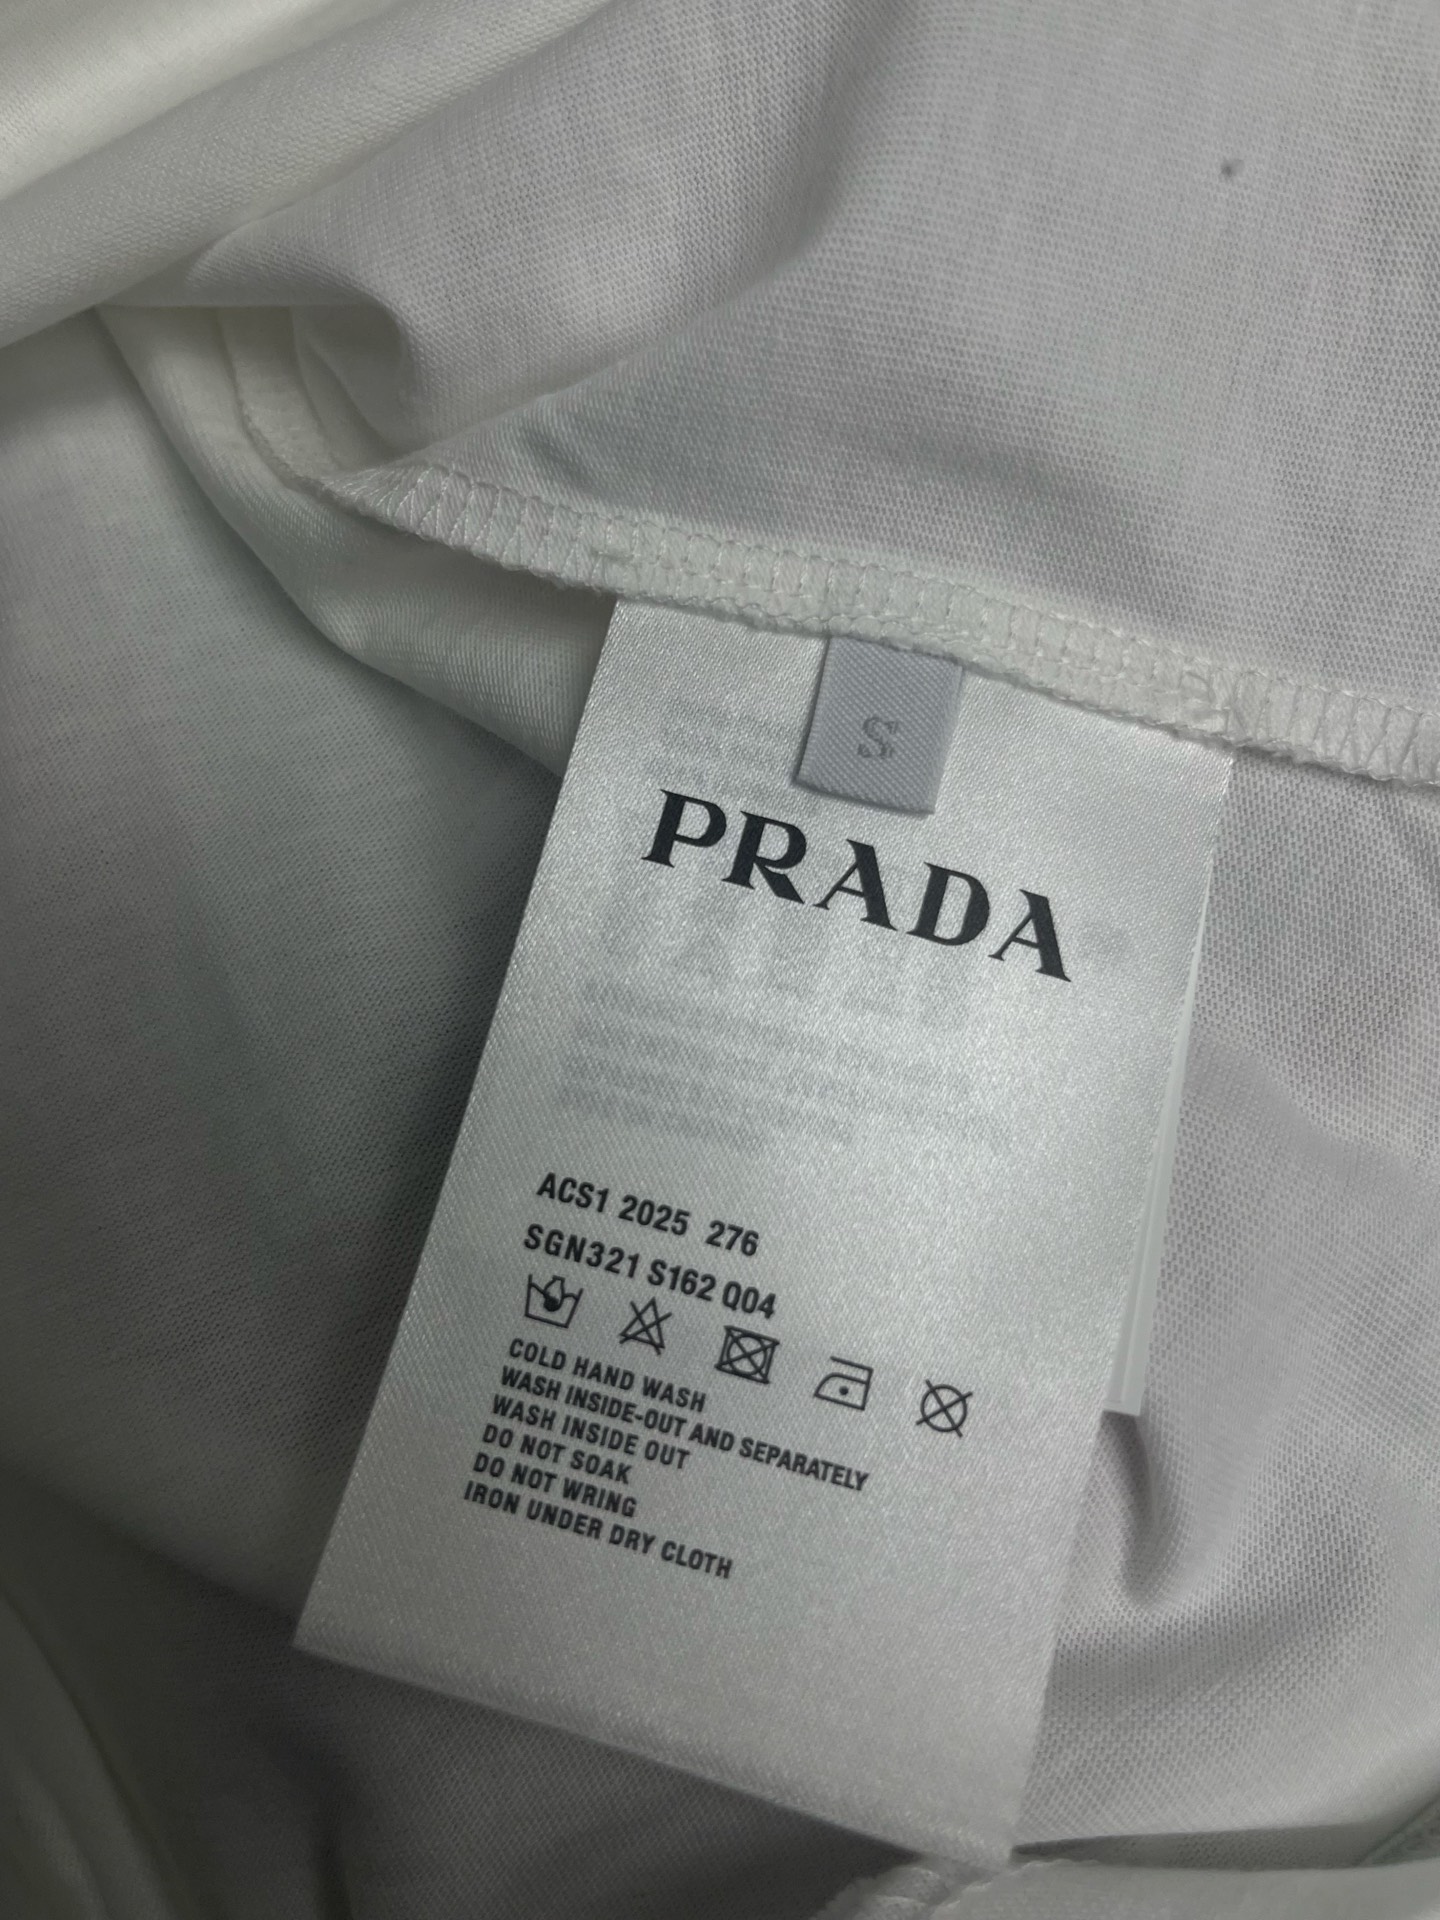 S
PRADA
ACS1 2025 276
SGN321 S162 Q04
COLD HAND WASH
WASH INSIDE-OUT AND SEPARATELY
WASH INSIDE OUT
DO NOT SOAK
DO NOT WRING
IRON UNDER DRY CLOTH